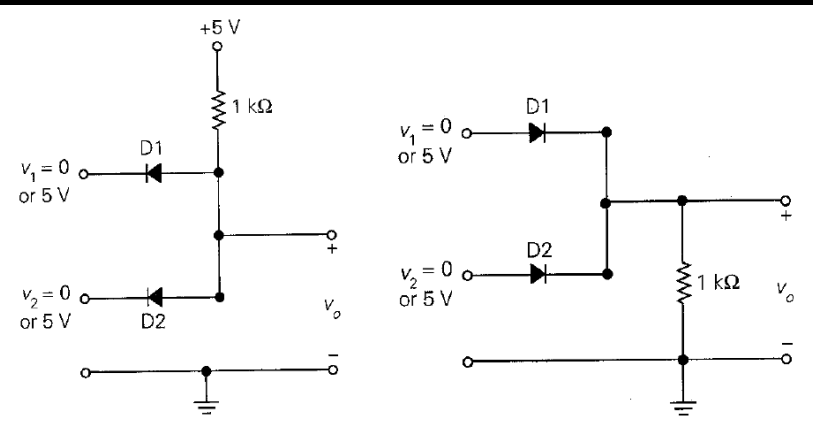 +5 V
1 kΩ
D1
v₁ = 0
or 5 V
+
v₂ = 0
or 5 V
D2
vₒ
−
D1
v₁ = 0
or 5 V
+
D2
v₂ = 0
or 5 V
1 kΩ
vₒ
−